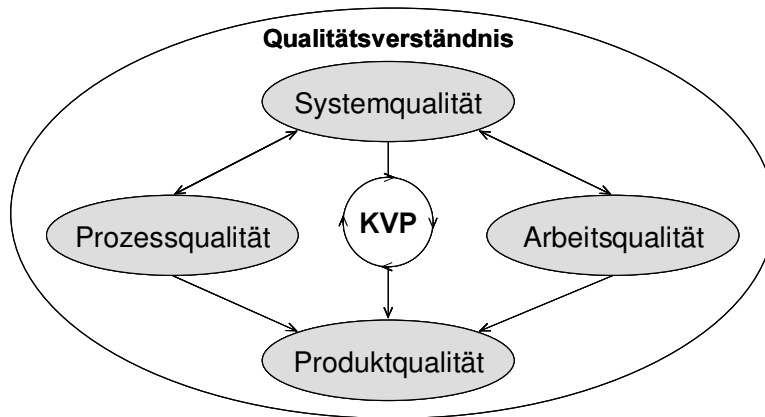 Qualitätsverständnis
Systemqualität
Prozessqualität
KVP
Arbeitsqualität
Produktqualität